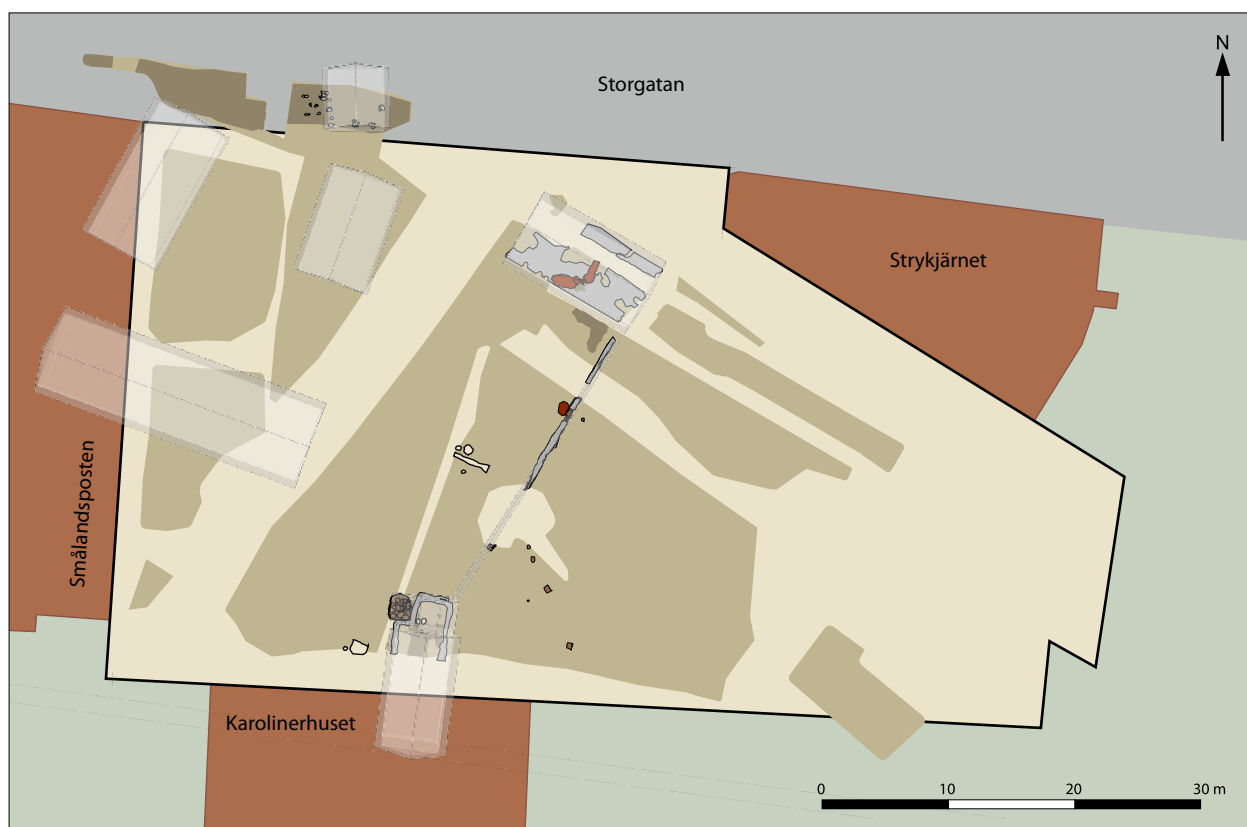 N
Storgatan
Strykjärnet
Smålandsposten
Karolinerhuset
0 10 20 30 m